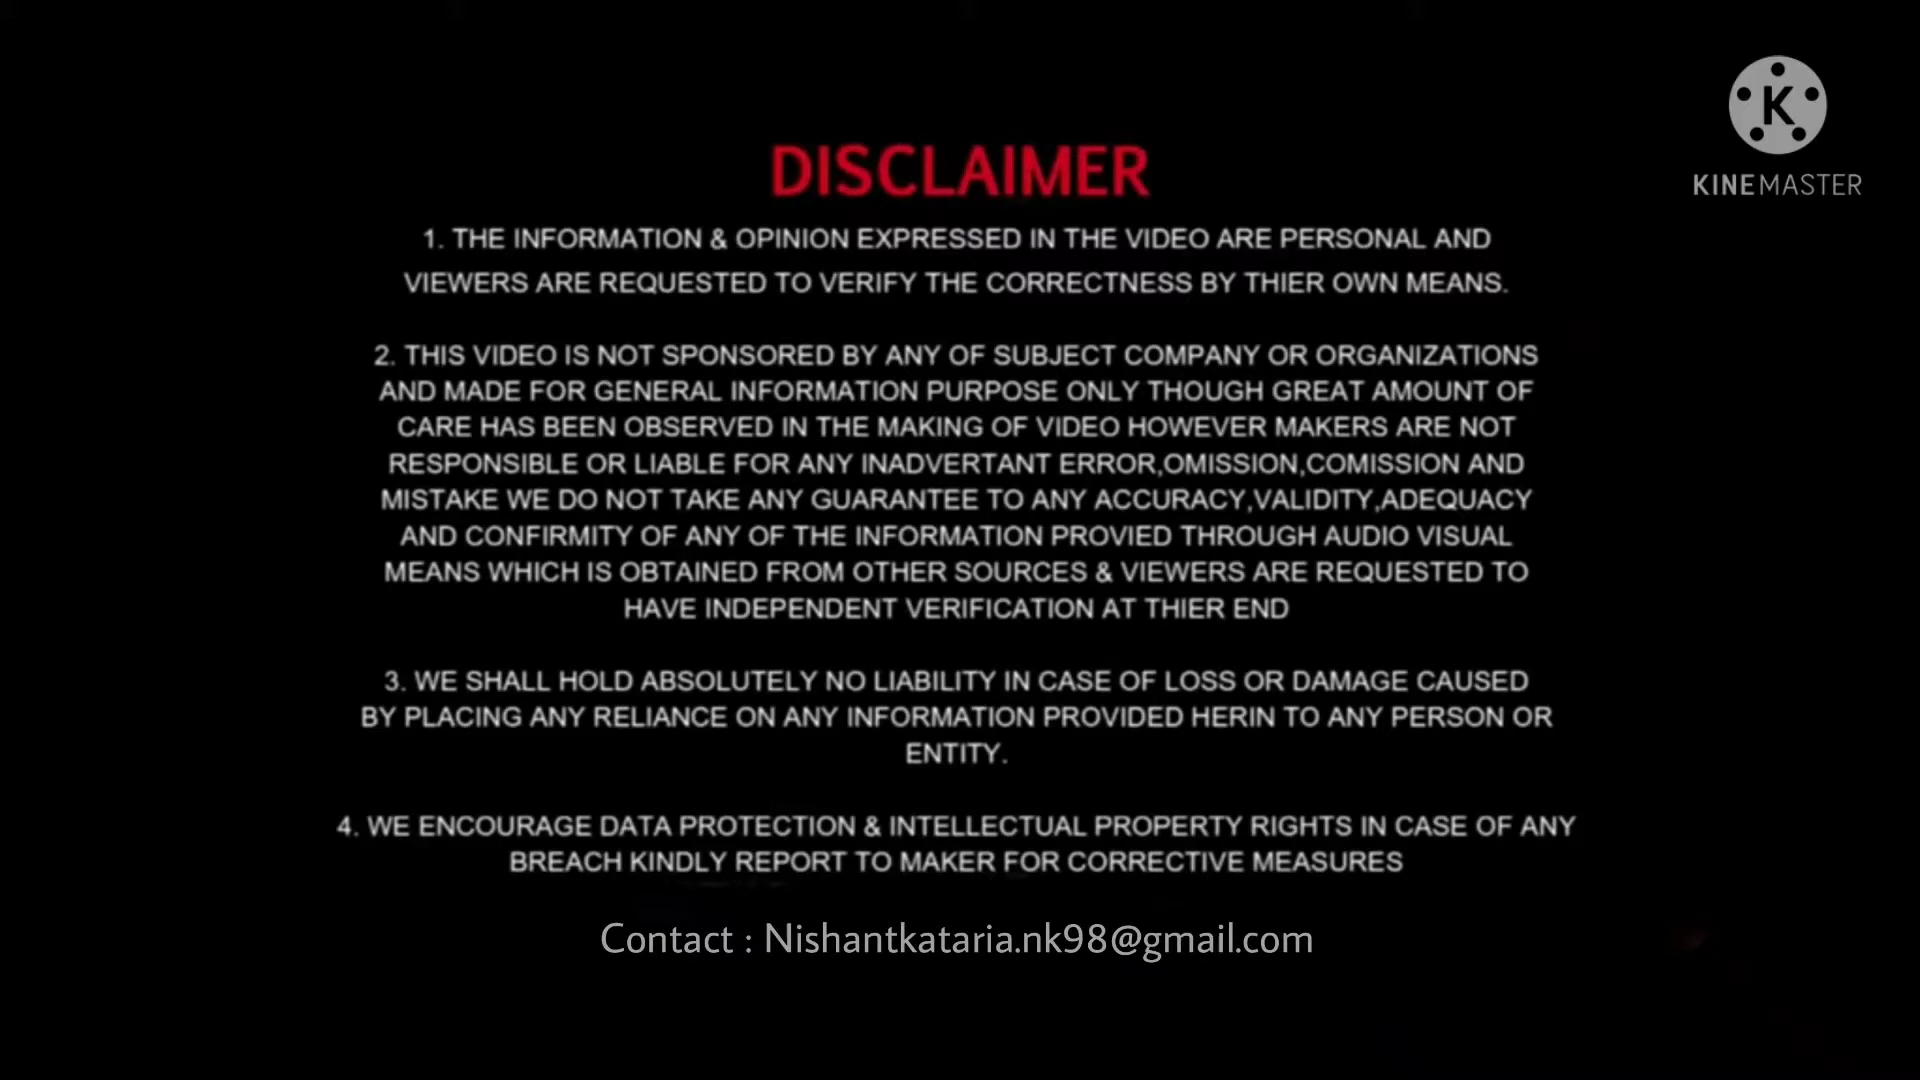 K
KINEMASTER
DISCLAIMER
1. THE INFORMATION & OPINION EXPRESSED IN THE VIDEO ARE PERSONAL AND
VIEWERS ARE REQUESTED TO VERIFY THE CORRECTNESS BY THIER OWN MEANS.
2. THIS VIDEO IS NOT SPONSORED BY ANY OF SUBJECT COMPANY OR ORGANIZATIONS
AND MADE FOR GENERAL INFORMATION PURPOSE ONLY THOUGH GREAT AMOUNT OF
CARE HAS BEEN OBSERVED IN THE MAKING OF VIDEO HOWEVER MAKERS ARE NOT
RESPONSIBLE OR LIABLE FOR ANY INADVERTANT ERROR,OMISSION,COMISSION AND
MISTAKE WE DO NOT TAKE ANY GUARANTEE TO ANY ACCURACY,VALIDITY,ADEQUACY
AND CONFIRMITY OF ANY OF THE INFORMATION PROVIED THROUGH AUDIO VISUAL
MEANS WHICH IS OBTAINED FROM OTHER SOURCES & VIEWERS ARE REQUESTED TO
HAVE INDEPENDENT VERIFICATION AT THIER END
3. WE SHALL HOLD ABSOLUTELY NO LIABILITY IN CASE OF LOSS OR DAMAGE CAUSED
BY PLACING ANY RELIANCE ON ANY INFORMATION PROVIDED HERIN TO ANY PERSON OR
ENTITY.
4. WE ENCOURAGE DATA PROTECTION & INTELLECTUAL PROPERTY RIGHTS IN CASE OF ANY
BREACH KINDLY REPORT TO MAKER FOR CORRECTIVE MEASURES
Contact : Nishantkataria.nk98@gmail.com